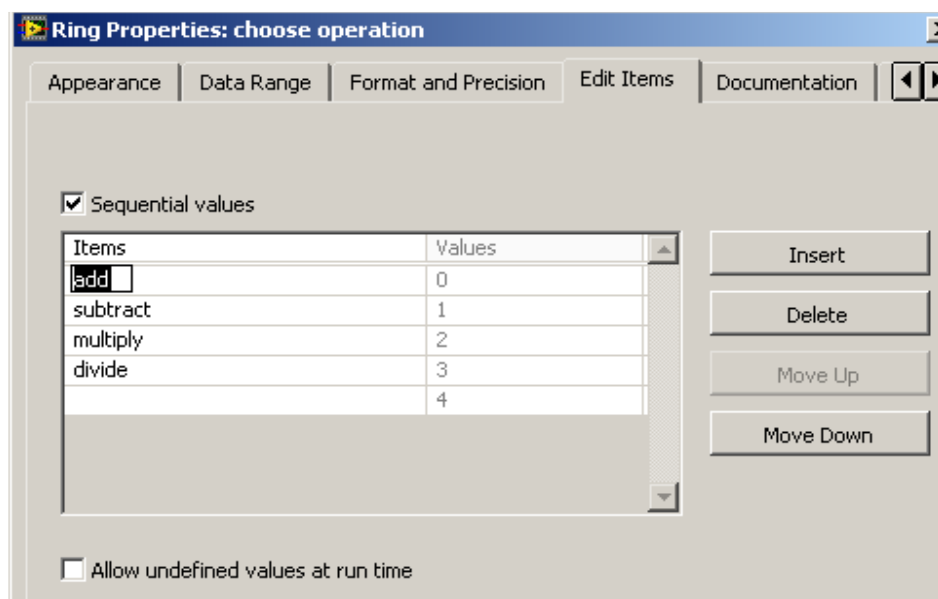 Ring Properties: choose operation
Appearance Data Range Format and Precision Edit Items Documentation
Sequential values
Items Values
add 0
subtract 1
multiply 2
divide 3
4
Insert
Delete
Move Up
Move Down
Allow undefined values at run time